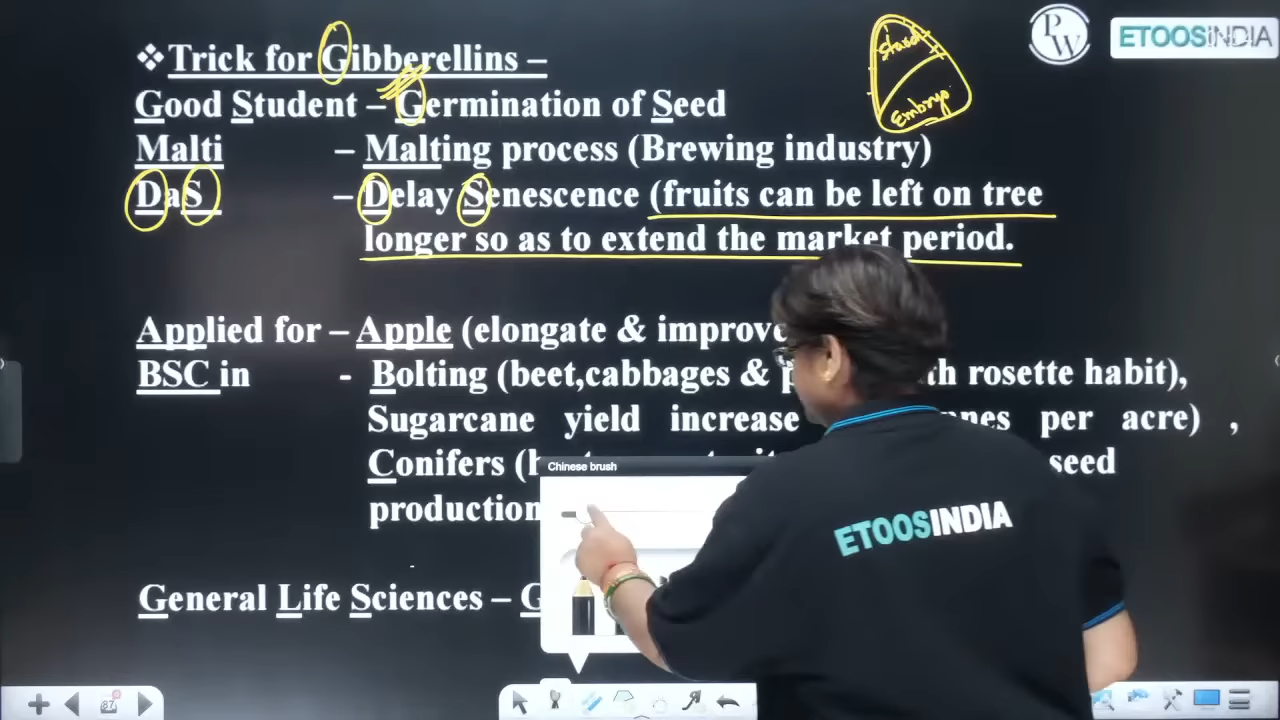 PW
ETOOSINDIA
❖Trick for Gibberellins –
Good Student – Germination of Seed
Malti – Malting process (Brewing industry)
DaS – Delay Senescence (fruits can be left on tree
longer so as to extend the market period.
Applied for – Apple (elongate & improve
BSC in - Bolting (beet,cabbages & rosette habit),
Sugarcane yield increase per acre) ,
Conifers ( seed
production
General Life Sciences –
Embryo
Chinese brush
ETOOSINDIA
87